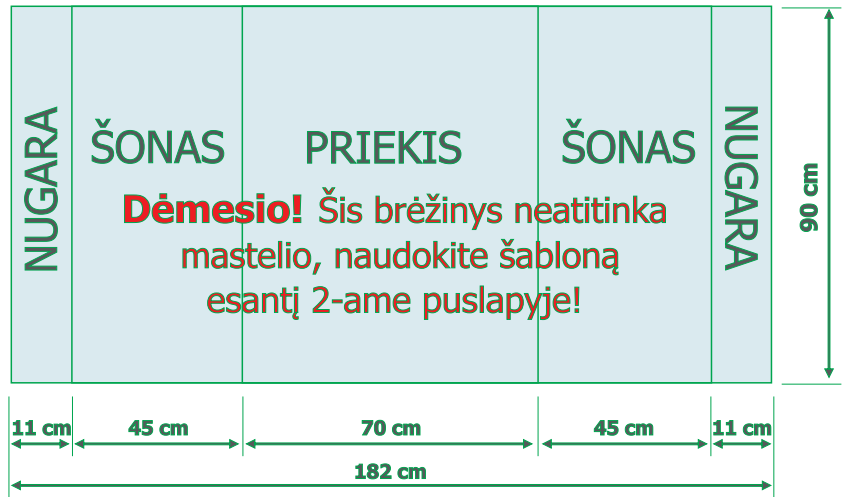 NUGARA
ŠONAS
PRIEKIS
ŠONAS
NUGARA
Dėmesio! Šis brėžinys neatitinka
mastelio, naudokite šabloną
esantį 2-ame puslapyje!
90 cm
11 cm
45 cm
70 cm
45 cm
11 cm
182 cm